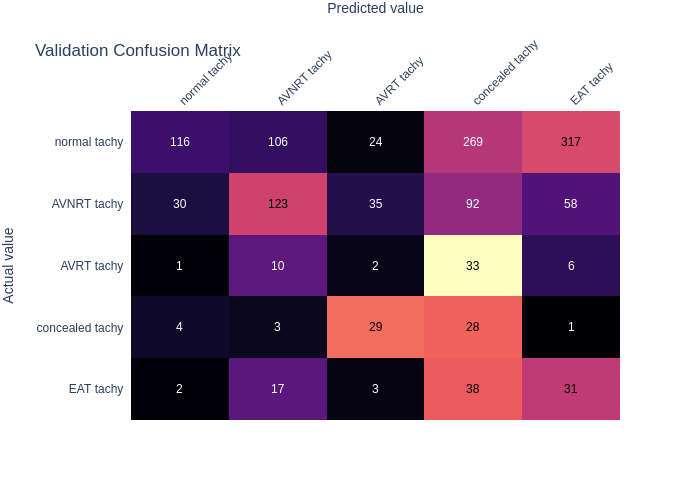 Predicted value
Validation Confusion Matrix
normal tachy
AVNRT tachy
AVRT tachy
concealed tachy
EAT tachy
Actual value
normal tachy 116 106 24 269 317
AVNRT tachy 30 123 35 92 58
AVRT tachy 1 10 2 33 6
concealed tachy 4 3 29 28 1
EAT tachy 2 17 3 38 31